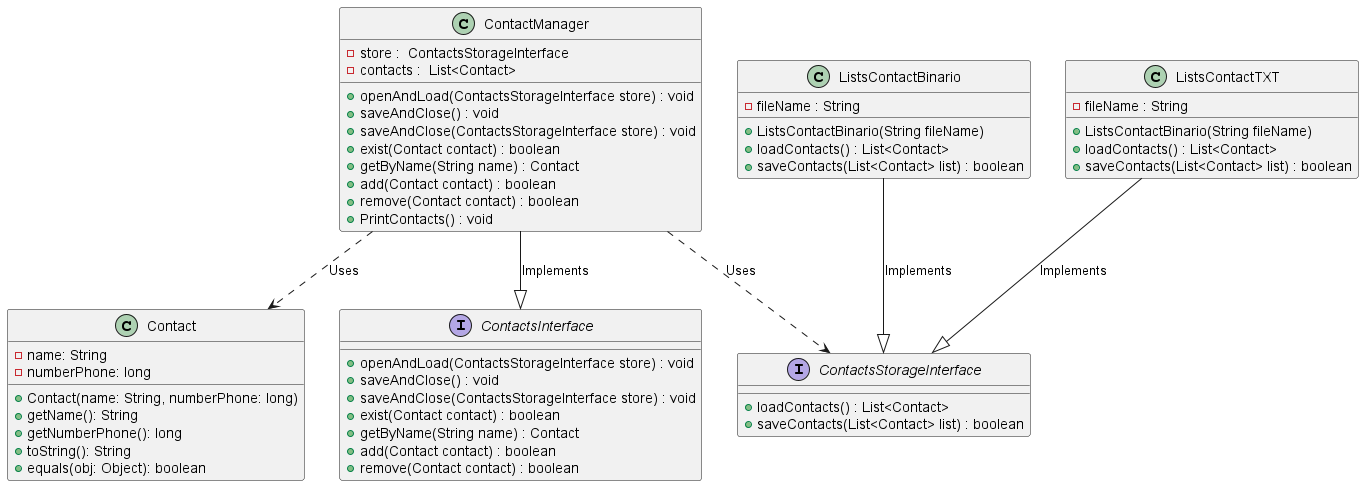 C ContactManager
store :  ContactsStorageInterface
contacts :  List<Contact>
openAndLoad(ContactsStorageInterface store) : void
saveAndClose() : void
saveAndClose(ContactsStorageInterface store) : void
exist(Contact contact) : boolean
getByName(String name) : Contact
add(Contact contact) : boolean
remove(Contact contact) : boolean
PrintContacts() : void
C ListsContactBinario
fileName : String
ListsContactBinario(String fileName)
loadContacts() : List<Contact>
saveContacts(List<Contact> list) : boolean
C ListsContactTXT
fileName : String
ListsContactBinario(String fileName)
loadContacts() : List<Contact>
saveContacts(List<Contact> list) : boolean
Uses
Implements
Uses
Implements
Implements
C Contact
name: String
numberPhone: long
Contact(name: String, numberPhone: long)
getName(): String
getNumberPhone(): long
toString(): String
equals(obj: Object): boolean
I ContactsInterface
openAndLoad(ContactsStorageInterface store) : void
saveAndClose() : void
saveAndClose(ContactsStorageInterface store) : void
exist(Contact contact) : boolean
getByName(String name) : Contact
add(Contact contact) : boolean
remove(Contact contact) : boolean
I ContactsStorageInterface
loadContacts() : List<Contact>
saveContacts(List<Contact> list) : boolean